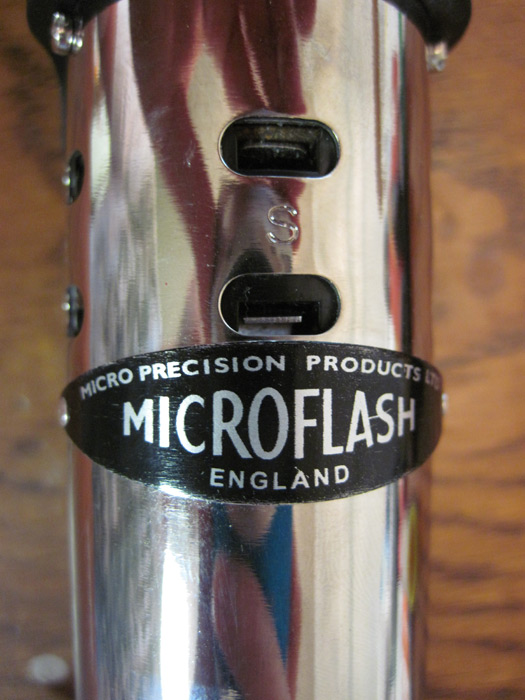 S
MICRO PRECISION PRODUCTS LTD
MICROFLASH
ENGLAND